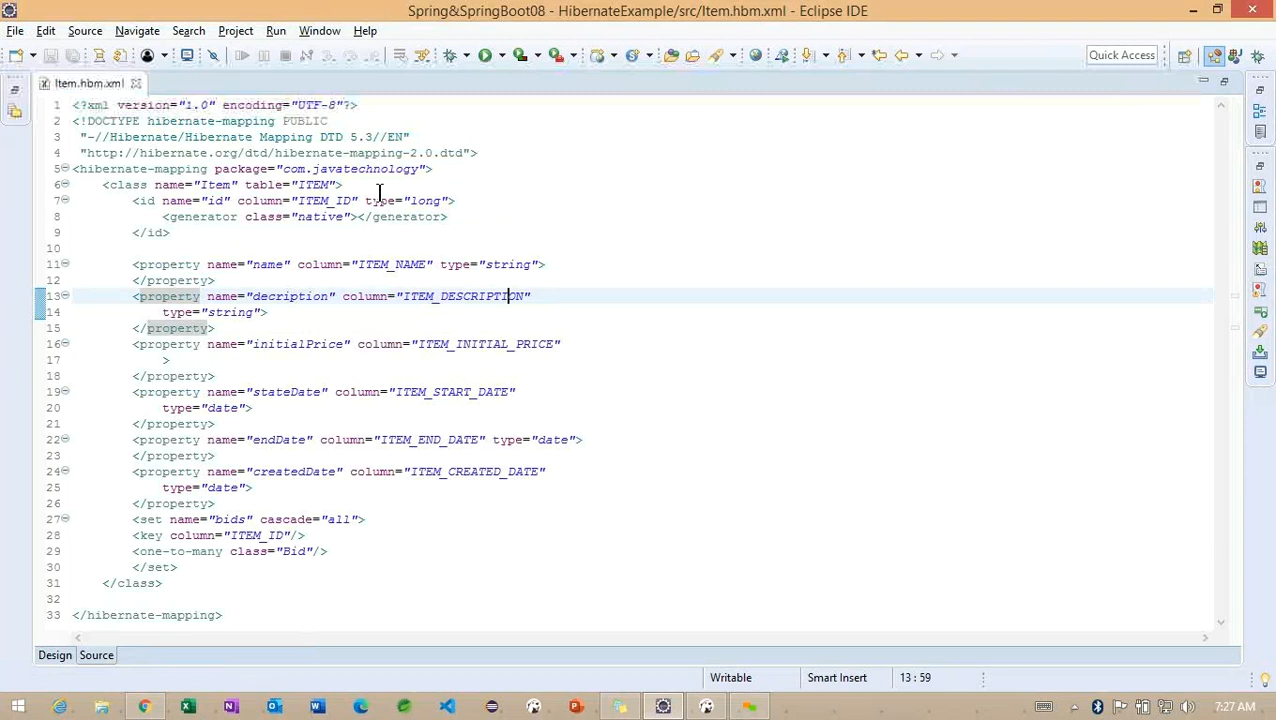 Spring&SpringBoot08 - HibernateExample/src/Item.hbm.xml - Eclipse IDE
File Edit Source Navigate Search Project Run Window Help
Quick Access
Item.hbm.xml
1 <?xml version="1.0" encoding="UTF-8"?>
2 <!DOCTYPE hibernate-mapping PUBLIC
3 "-//Hibernate/Hibernate Mapping DTD 5.3//EN"
4 "http://hibernate.org/dtd/hibernate-mapping-2.0.dtd">
5 <hibernate-mapping package="com.javatechnology">
6 <class name="Item" table="ITEM">
7 <id name="id" column="ITEM_ID" type="long">
8 <generator class="native"></generator>
9 </id>
10
11 <property name="name" column="ITEM_NAME" type="string">
12 </property>
13 <property name="decription" column="ITEM_DESCRIPTION"
14 type="string">
15 </property>
16 <property name="initialPrice" column="ITEM_INITIAL_PRICE"
17 >
18 </property>
19 <property name="stateDate" column="ITEM_START_DATE"
20 type="date">
21 </property>
22 <property name="endDate" column="ITEM_END_DATE" type="date">
23 </property>
24 <property name="createdDate" column="ITEM_CREATED_DATE"
25 type="date">
26 </property>
27 <set name="bids" cascade="all">
28 <key column="ITEM_ID"/>
29 <one-to-many class="Bid"/>
30 </set>
31 </class>
32
33 </hibernate-mapping>
Design Source
Writable Smart Insert 13 : 59
7:27 AM